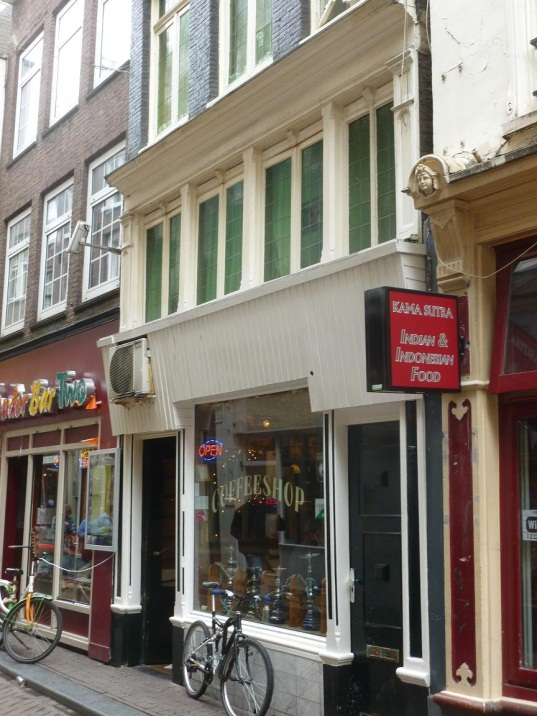 Bar Two
OPEN
COFFEESHOP
KAMA SUTRA
INDIAN &
INDONESIAN
FOOD